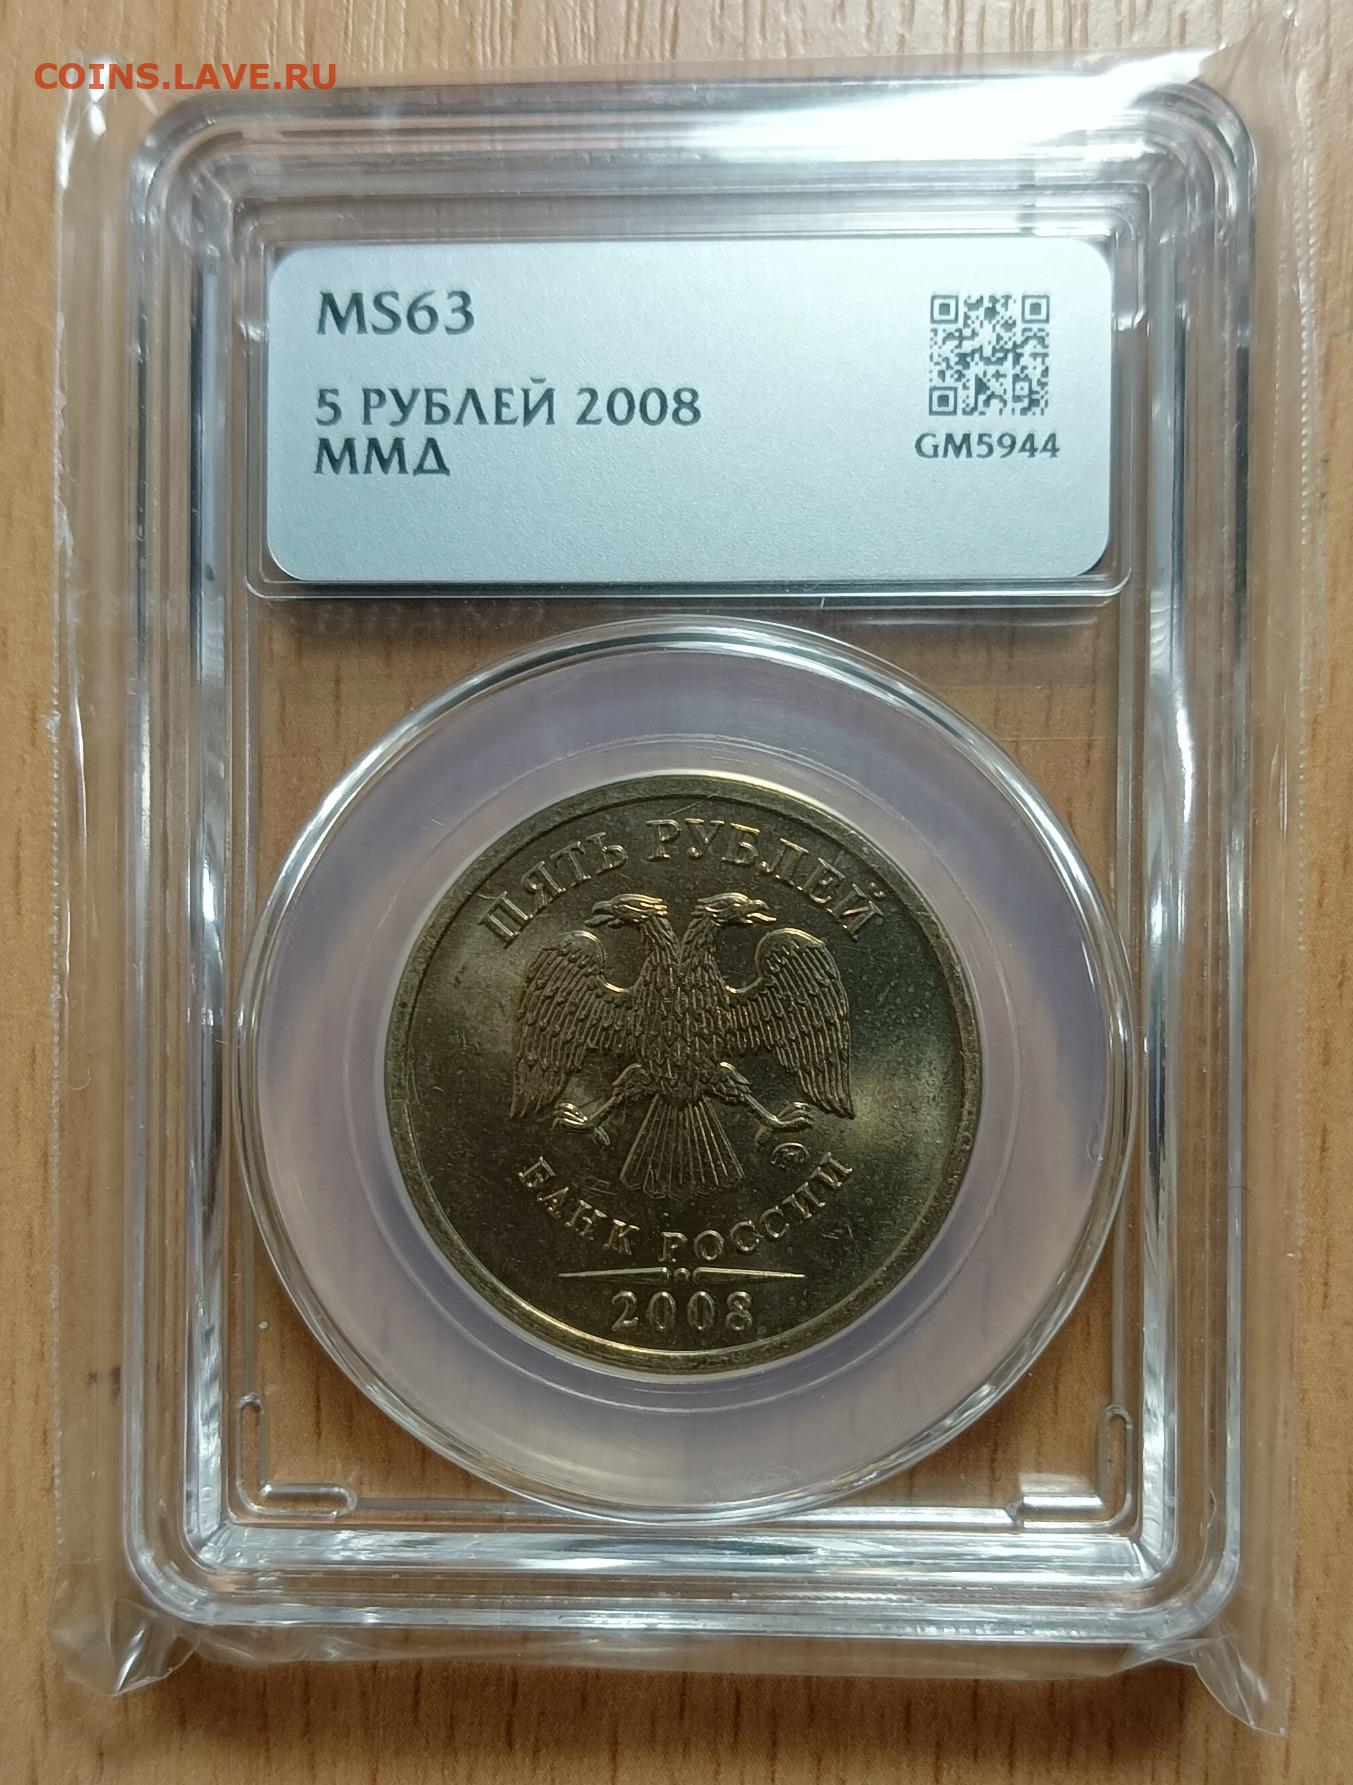 COINS.LAVE.RU
MS63
5 РУБЛЕЙ 2008
ММД
GM5944
ПЯТЬ РУБЛЕЙ
БАНК РОССИИ
2008